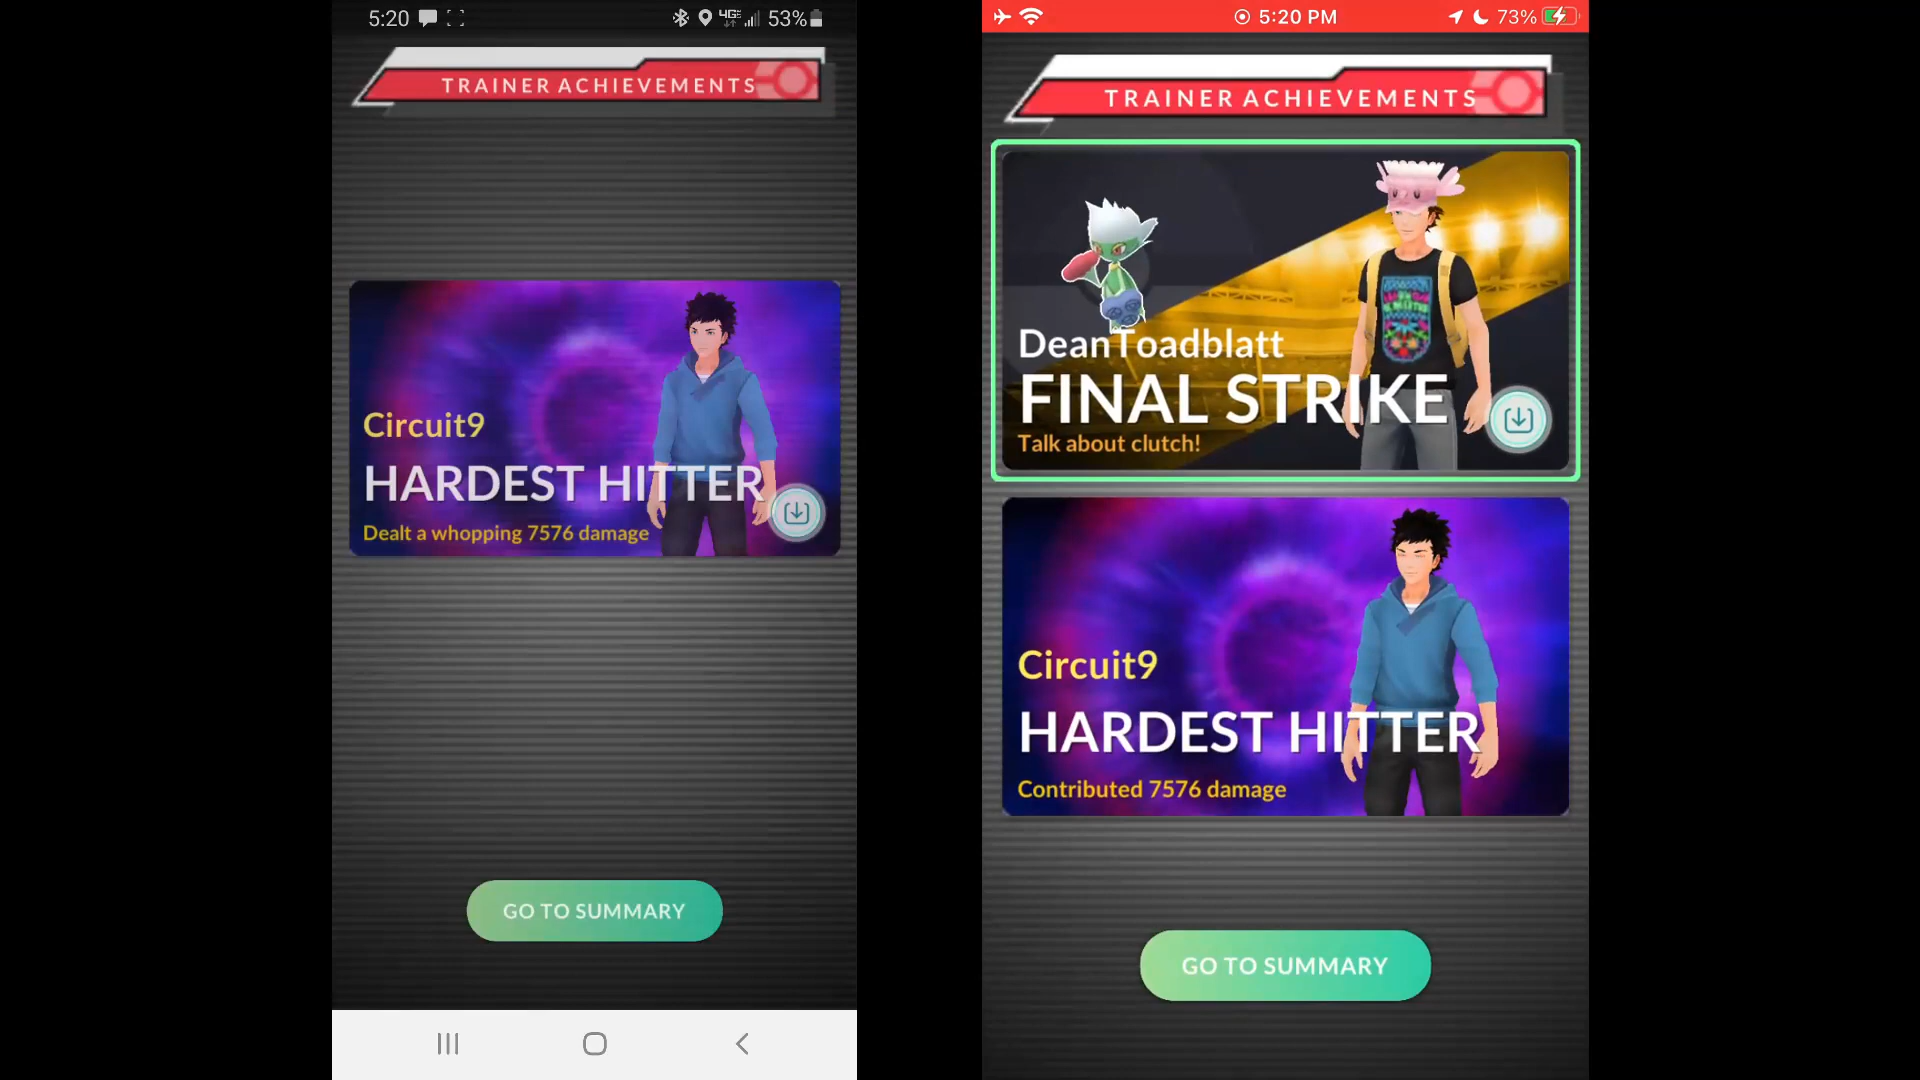 5:20
4GE
53%
TRAINER ACHIEVEMENTS
Circuit9
HARDEST HITTER
Dealt a whopping 7576 damage
GO TO SUMMARY
5:20 PM
73%
TRAINER ACHIEVEMENTS
DeanToadblatt
FINAL STRIKE
Talk about clutch!
Circuit9
HARDEST HITTER
Contributed 7576 damage
GO TO SUMMARY